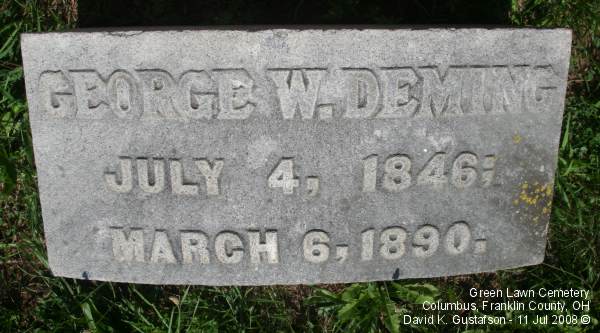 GEORGE W. DEMING
JULY 4, 1846;
MARCH 6, 1890.
Green Lawn Cemetery
Columbus, Franklin County, OH
David K. Gustafson - 11 Jul 2008 ©